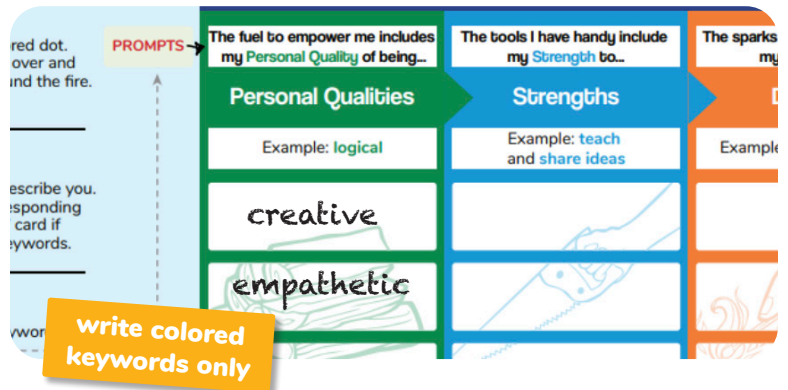 red dot.
over and
und the fire.
escribe you.
esponding
card if
eywords.
PROMPTS
The fuel to empower me includes
my Personal Quality of being...
Personal Qualities
Example: logical
creative
empathetic
The tools I have handy include
my Strength to...
Strengths
Example: teach
and share ideas
The sparks
my
Example
write colored
keywords only